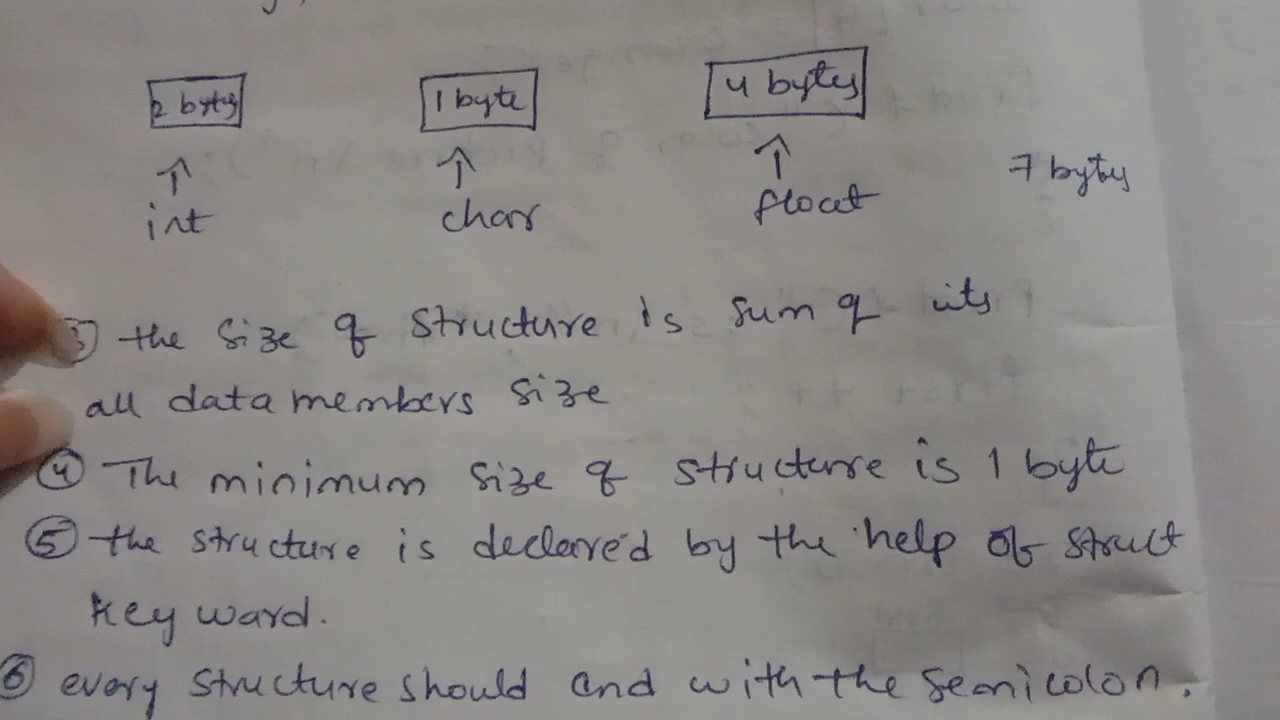 2 bytes 1 byte 4 bytes
int char float 7 bytes
③ the size of structure is sum of its
all data members size
④ The minimum size of structure is 1 byte
⑤ the structure is declared by the help of struct
key ward.
⑥ every structure should end with the semicolon.